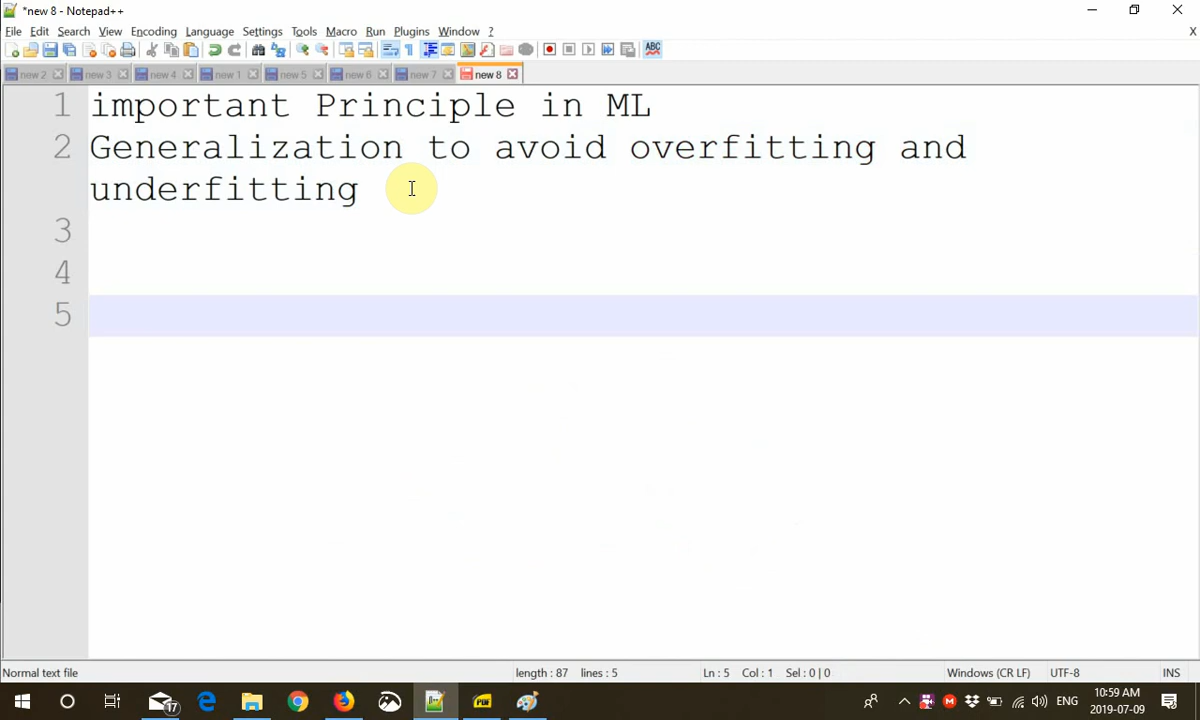 *new 8 - Notepad++
File Edit Search View Encoding Language Settings Tools Macro Run Plugins Window ? X
ABC
new 2 new 3 new 4 new 1 new 5 new 6 new 7 new 8
1 important Principle in ML
2 Generalization to avoid overfitting and
underfitting
3
4
5
Normal text file length : 87 lines : 5 Ln : 5 Col : 1 Sel : 0 | 0 Windows (CR LF) UTF-8 INS
17 PDF ENG 10:59 AM
2019-07-09